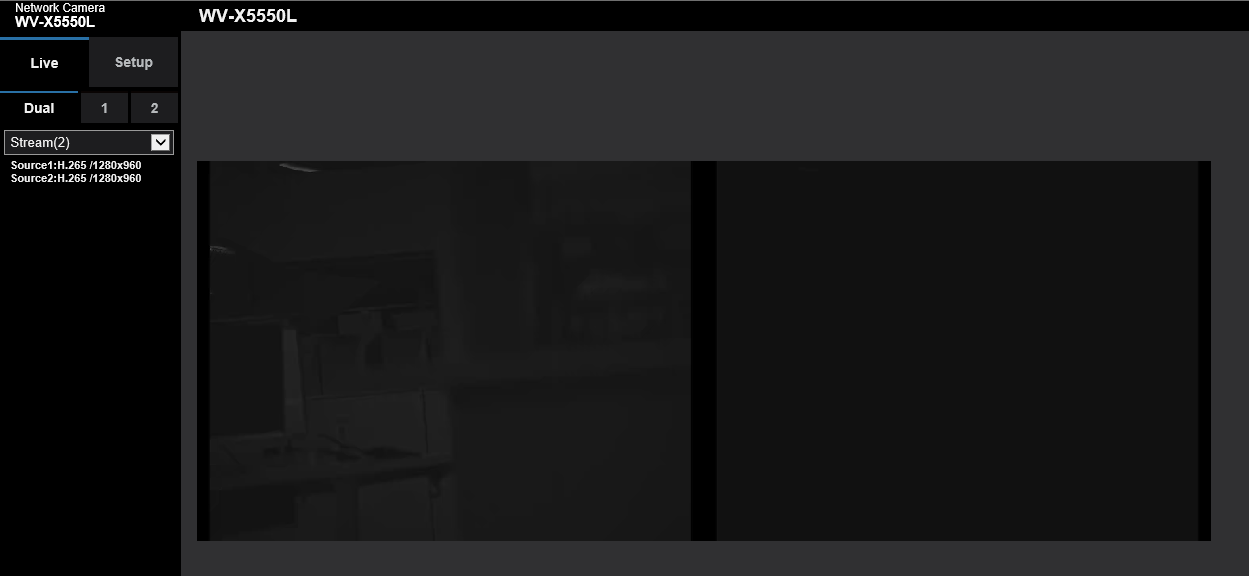 Network Camera
WV-X5550L
WV-X5550L
Live
Setup
Dual
1
2
Stream(2)
Source1:H.265 /1280x960
Source2:H.265 /1280x960